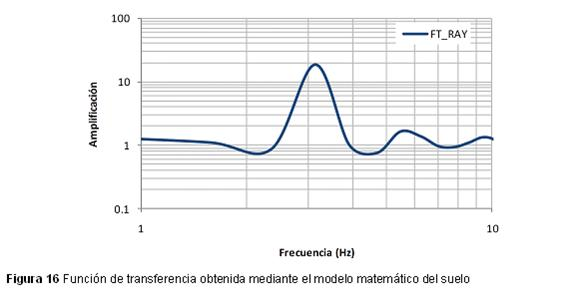 100
FT_RAY
10
Amplificación
1
0.1
1
10
Frecuencia (Hz)
Figura 16 Función de transferencia obtenida mediante el modelo matemático del suelo